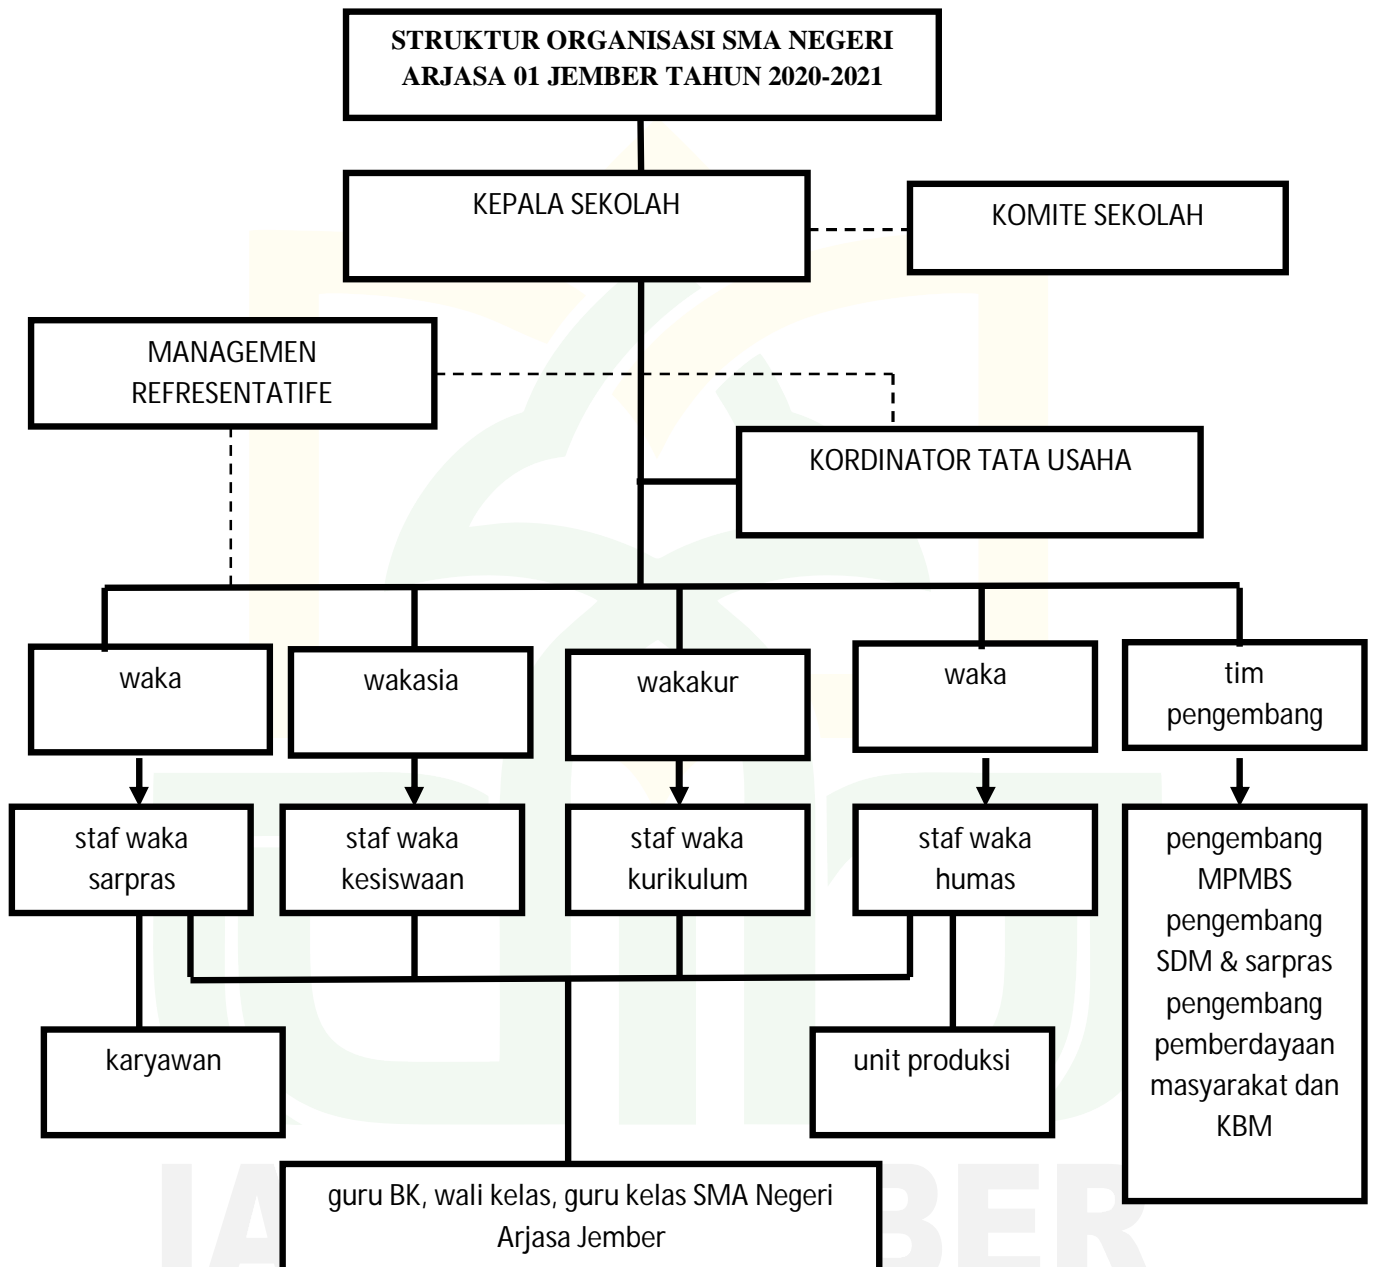 STRUKTUR ORGANISASI SMA NEGERI
ARJASA 01 JEMBER TAHUN 2020-2021
KEPALA SEKOLAH
KOMITE SEKOLAH
MANAGEMEN
REFRESENTATIFE
KORDINATOR TATA USAHA
waka
wakasia
wakakur
waka
tim
pengembang
staf waka
sarpras
staf waka
kesiswaan
staf waka
kurikulum
staf waka
humas
pengembang
MPMBS
pengembang
SDM & sarpras
pengembang
pemberdayaan
masyarakat dan
KBM
karyawan
unit produksi
guru BK, wali kelas, guru kelas SMA Negeri
Arjasa Jember